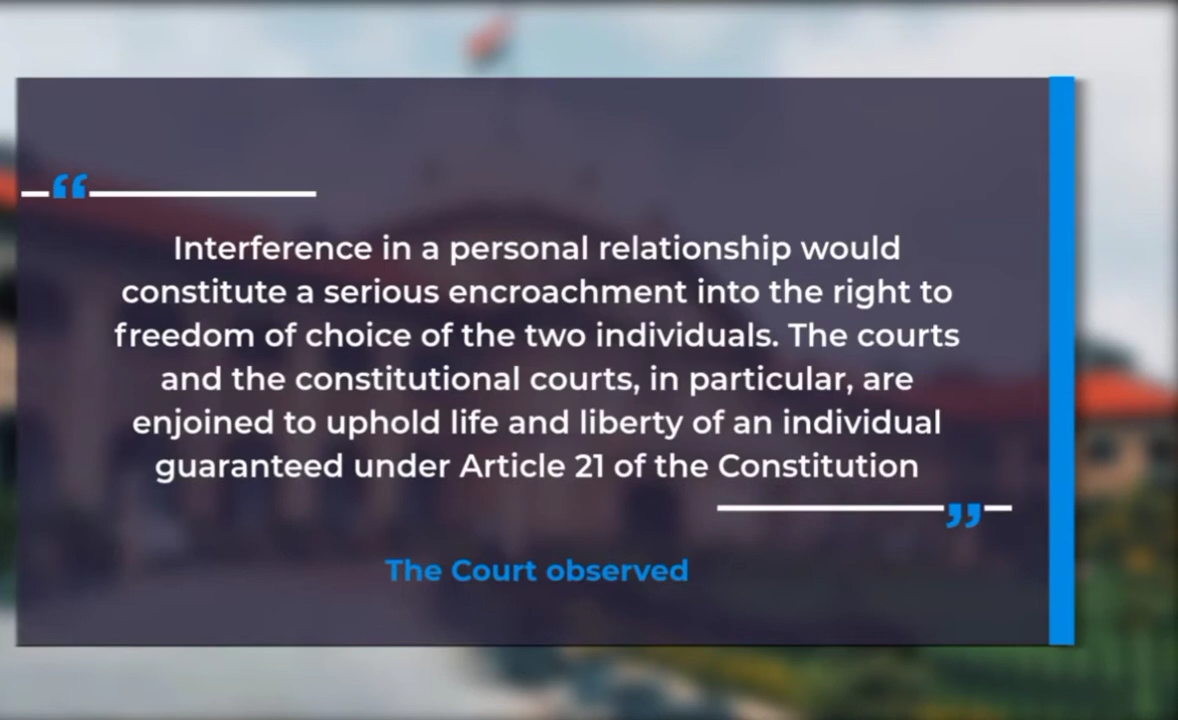 “
Interference in a personal relationship would
constitute a serious encroachment into the right to
freedom of choice of the two individuals. The courts
and the constitutional courts, in particular, are
enjoined to uphold life and liberty of an individual
guaranteed under Article 21 of the Constitution
”
The Court observed